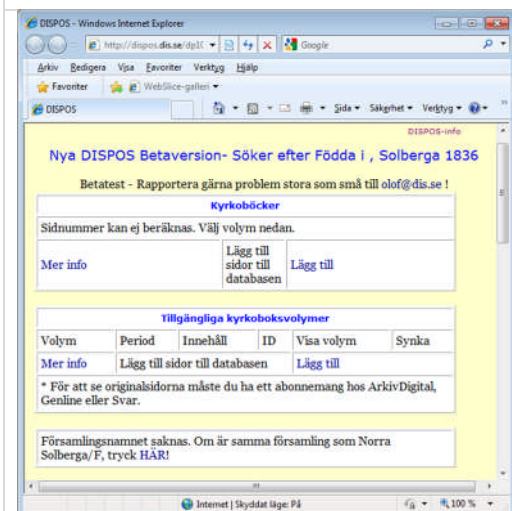 DISPOS - Windows Internet Explorer
http://dispos.dis.se/dp1( Google
Arkiv Redigera Visa Favoriter Verktyg Hjälp
Favoriter WebSlice-galleri
DISPOS Sida Säkerhet Verktyg
DISPOS-info
Nya DISPOS Betaversion- Söker efter Födda i , Solberga 1836
Betatest - Rapportera gärna problem stora som små till olof@dis.se !
Kyrkoböcker
Sidnummer kan ej beräknas. Välj volym nedan.
Mer info Lägg till sidor till databasen Lägg till
Tillgängliga kyrkoboksvolymer
Volym Period Innehåll ID Visa volym Synka
Mer info Lägg till sidor till databasen Lägg till
* För att se originalsidorna måste du ha ett abonnemang hos ArkivDigital,
Genline eller Svar.
Församlingsnamnet saknas. Om är samma församling som Norra
Solberga/F, tryck HÄR!
Internet | Skyddat läge: På 100 %